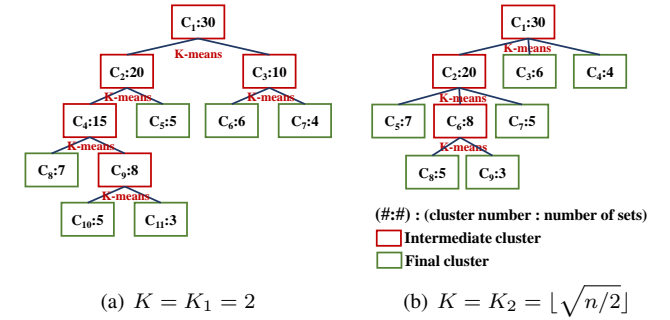 C₁:30
K-means
C₂:20
C₃:10
K-means
K-means
C₄:15
C₅:5
C₆:6
C₇:4
K-means
C₈:7
C₉:8
K-means
C₁₀:5
C₁₁:3
(a) K = K₁ = 2
C₁:30
K-means
C₂:20
C₃:6
C₄:4
K-means
C₅:7
C₆:8
C₇:5
K-means
C₈:5
C₉:3
(#:#) : (cluster number : number of sets)
Intermediate cluster
Final cluster
(b) K = K₂ = ⌊√n/2⌋